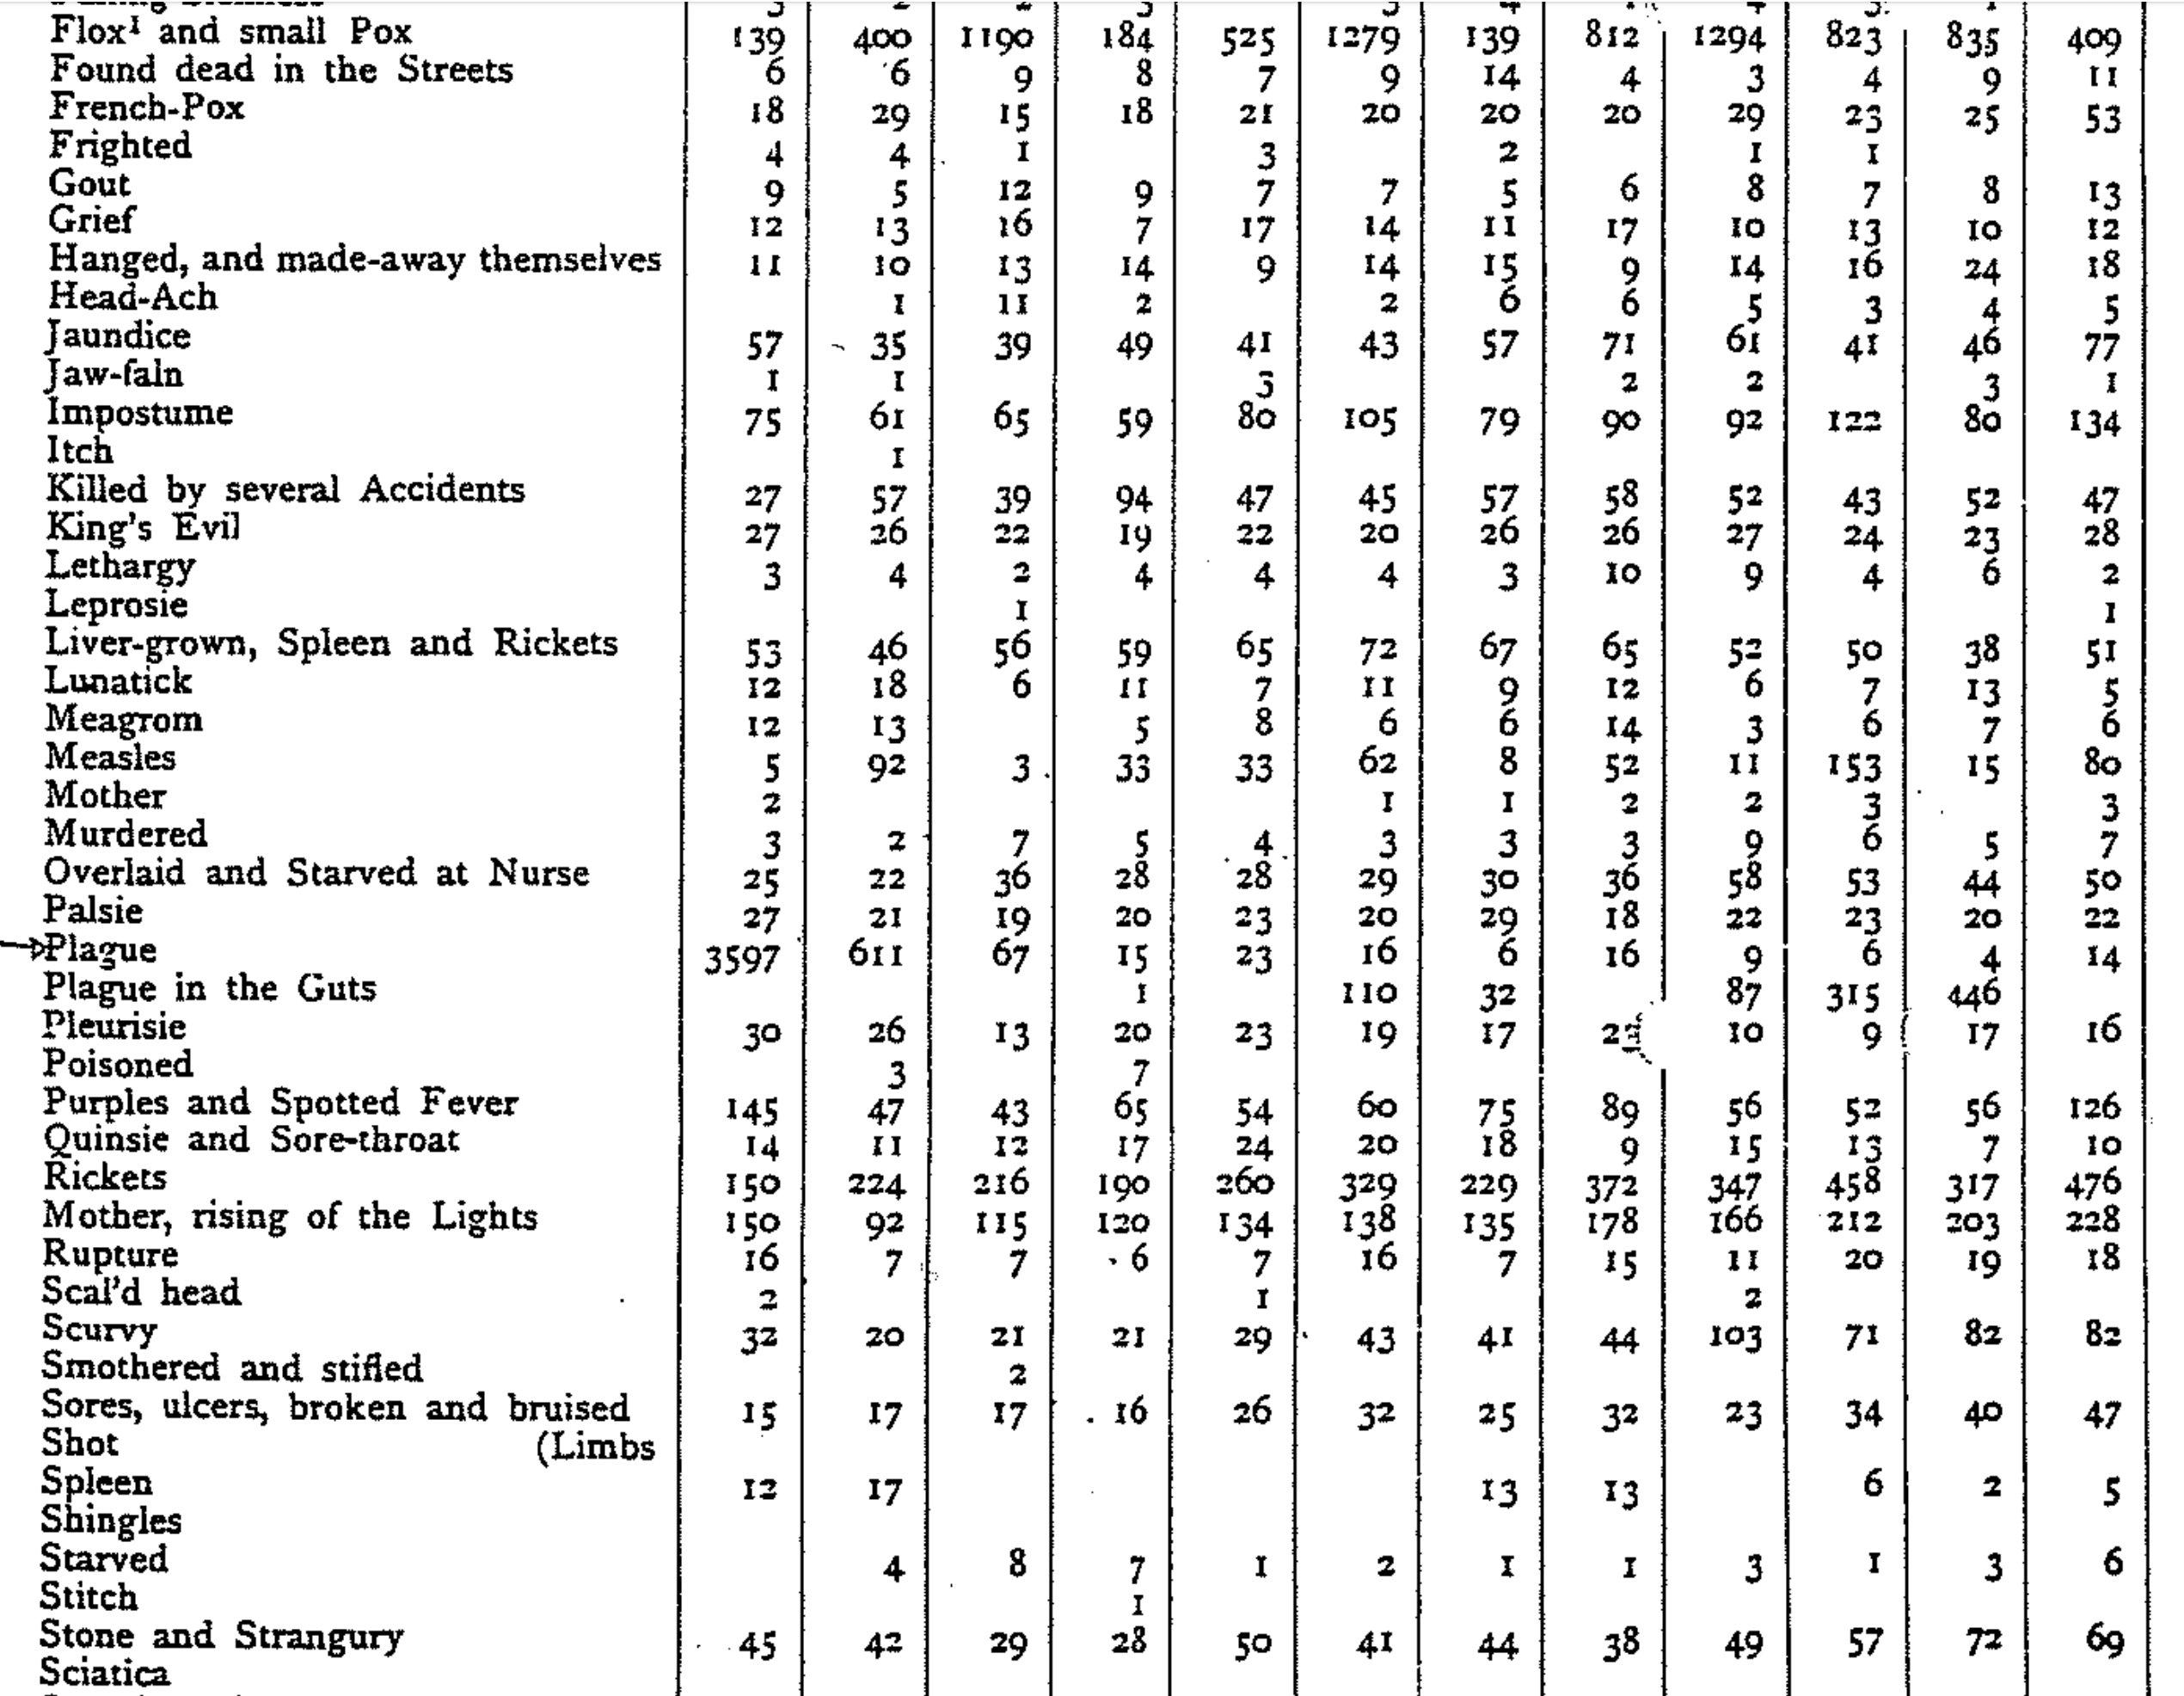 Flox¹ and small Pox 139 400 1190 184 525 1279 139 812 1294 823 835 409
Found dead in the Streets 6 6 9 8 7 9 14 4 3 4 9 11
French-Pox 18 29 15 18 21 20 20 20 29 23 25 53
Frighted 4 4 1 3 2 1 1
Gout 9 5 12 9 7 7 5 6 8 7 8 13
Grief 12 13 16 7 17 14 11 17 10 13 10 12
Hanged, and made-away themselves 11 10 13 14 9 14 15 9 14 16 24 18
Head-Ach 1 11 2 2 6 6 5 3 4 5
Jaundice 57 35 39 49 41 43 57 71 61 41 46 77
Jaw-faln 1 1 3 2 2 3 1
Impostume 75 61 65 59 80 105 79 90 92 122 80 134
Itch 1
Killed by several Accidents 27 57 39 94 47 45 57 58 52 43 52 47
King's Evil 27 26 22 19 22 20 26 26 27 24 23 28
Lethargy 3 4 2 4 4 4 3 10 9 4 6 2
Leprosie 1 1
Liver-grown, Spleen and Rickets 53 46 56 59 65 72 67 65 52 50 38 51
Lunatick 12 18 6 11 7 11 9 12 6 7 13 5
Meagrom 12 13 5 8 6 6 14 3 6 7 6
Measles 5 92 3 33 33 62 8 52 11 153 15 80
Mother 2 1 1 2 2 3 3
Murdered 3 2 7 5 4 3 3 3 9 6 5 7
Overlaid and Starved at Nurse 25 22 36 28 28 29 30 36 58 53 44 50
Palsie 27 21 19 20 23 20 29 18 22 23 20 22
Plague 3597 611 67 15 23 16 6 16 9 6 4 14
Plague in the Guts 1 110 32 87 315 446
Pleurisie 30 26 13 20 23 19 17 10 9 17 16
Poisoned 3 7
Purples and Spotted Fever 145 47 43 65 54 60 75 89 56 52 56 126
Quinsie and Sore-throat 14 11 12 17 24 20 18 9 15 13 7 10
Rickets 150 224 216 190 260 329 229 372 347 458 317 476
Mother, rising of the Lights 150 92 115 120 134 138 135 178 166 212 203 228
Rupture 16 7 7 6 7 16 7 15 11 20 19 18
Scal'd head 2 1 2
Scurvy 32 20 21 21 29 43 41 44 103 71 82 82
Smothered and stifled 2
Sores, ulcers, broken and bruised 15 17 17 16 26 32 25 32 23 34 40 47
Shot (Limbs
Spleen 12 17 13 13 6 2 5
Shingles
Starved 4 8 7 1 2 1 1 3 1 3 6
Stitch 1
Stone and Strangury 45 42 29 28 50 41 44 38 49 57 72 69
Sciatica